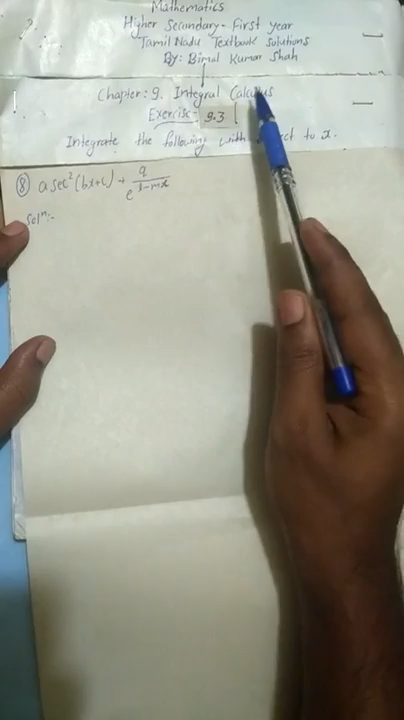 Mathematics
Higher Secondary - First year
Tamil Nadu Textbook solutions
By: Bimal Kumar Shah
Chapter: 9. Integral Calculus
Exercise: 9.3
Integrate the following with to x.
⑧ a sec²(bx+c) + q/e^(l-mx)
Solⁿ:-